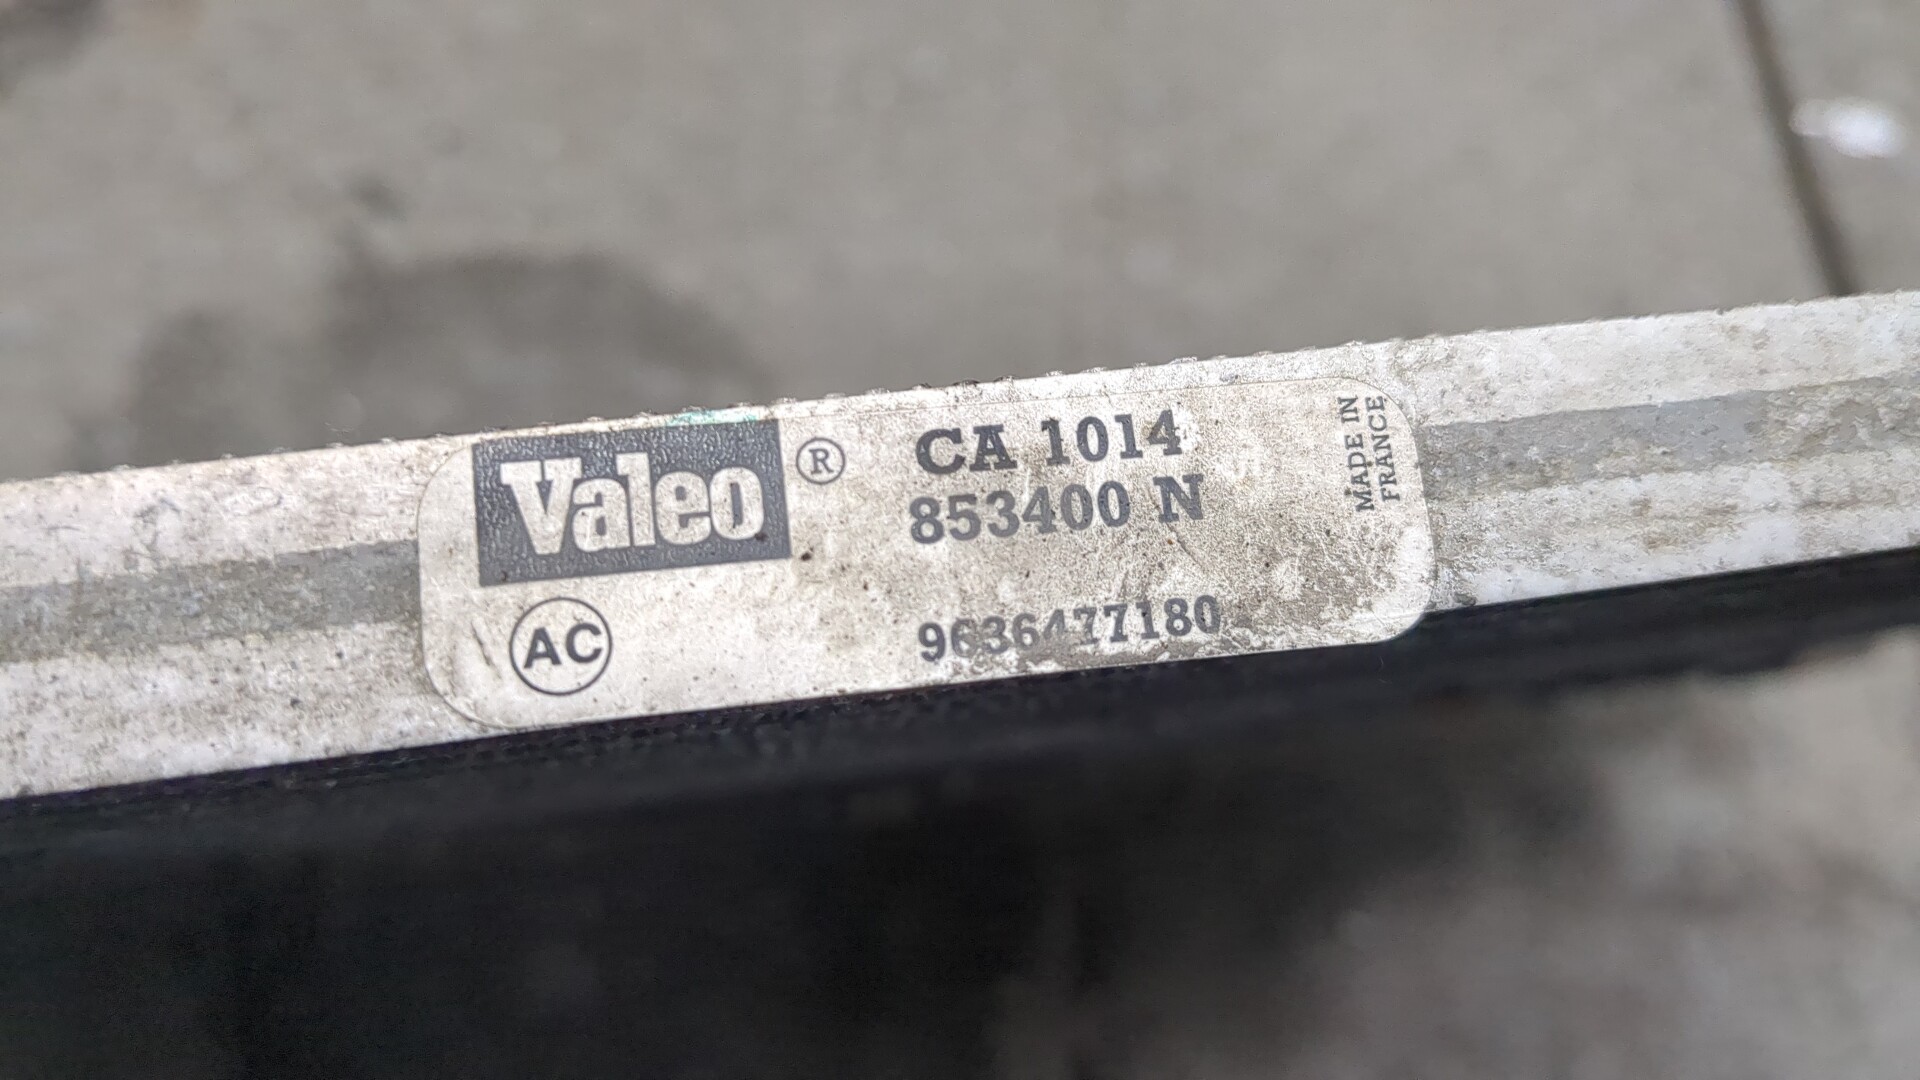 Valeo ® CA 1014
853400 N
AC 9636477180
MADE IN
FRANCE